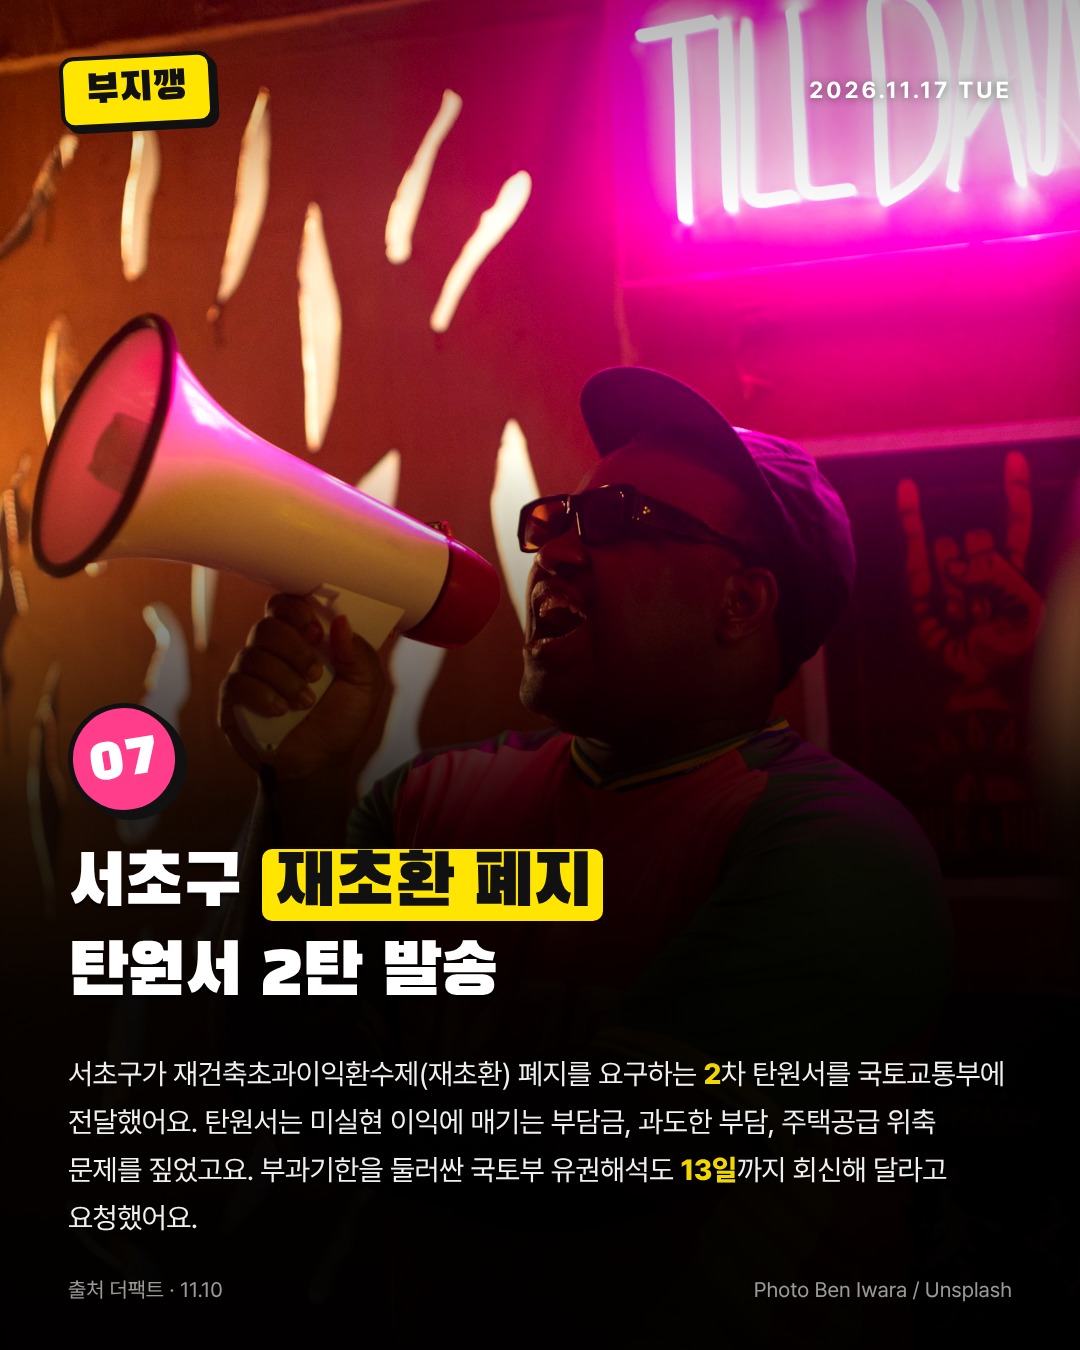 부지깽
2026.11.17 TUE
TILL DAW
07
서초구 재초환 폐지
탄원서 2탄 발송
서초구가 재건축초과이익환수제(재초환) 폐지를 요구하는 2차 탄원서를 국토교통부에
전달했어요. 탄원서는 미실현 이익에 매기는 부담금, 과도한 부담, 주택공급 위축
문제를 짚었고요. 부과기한을 둘러싼 국토부 유권해석도 13일까지 회신해 달라고
요청했어요.
출처 더팩트 · 11.10
Photo Ben Iwara / Unsplash